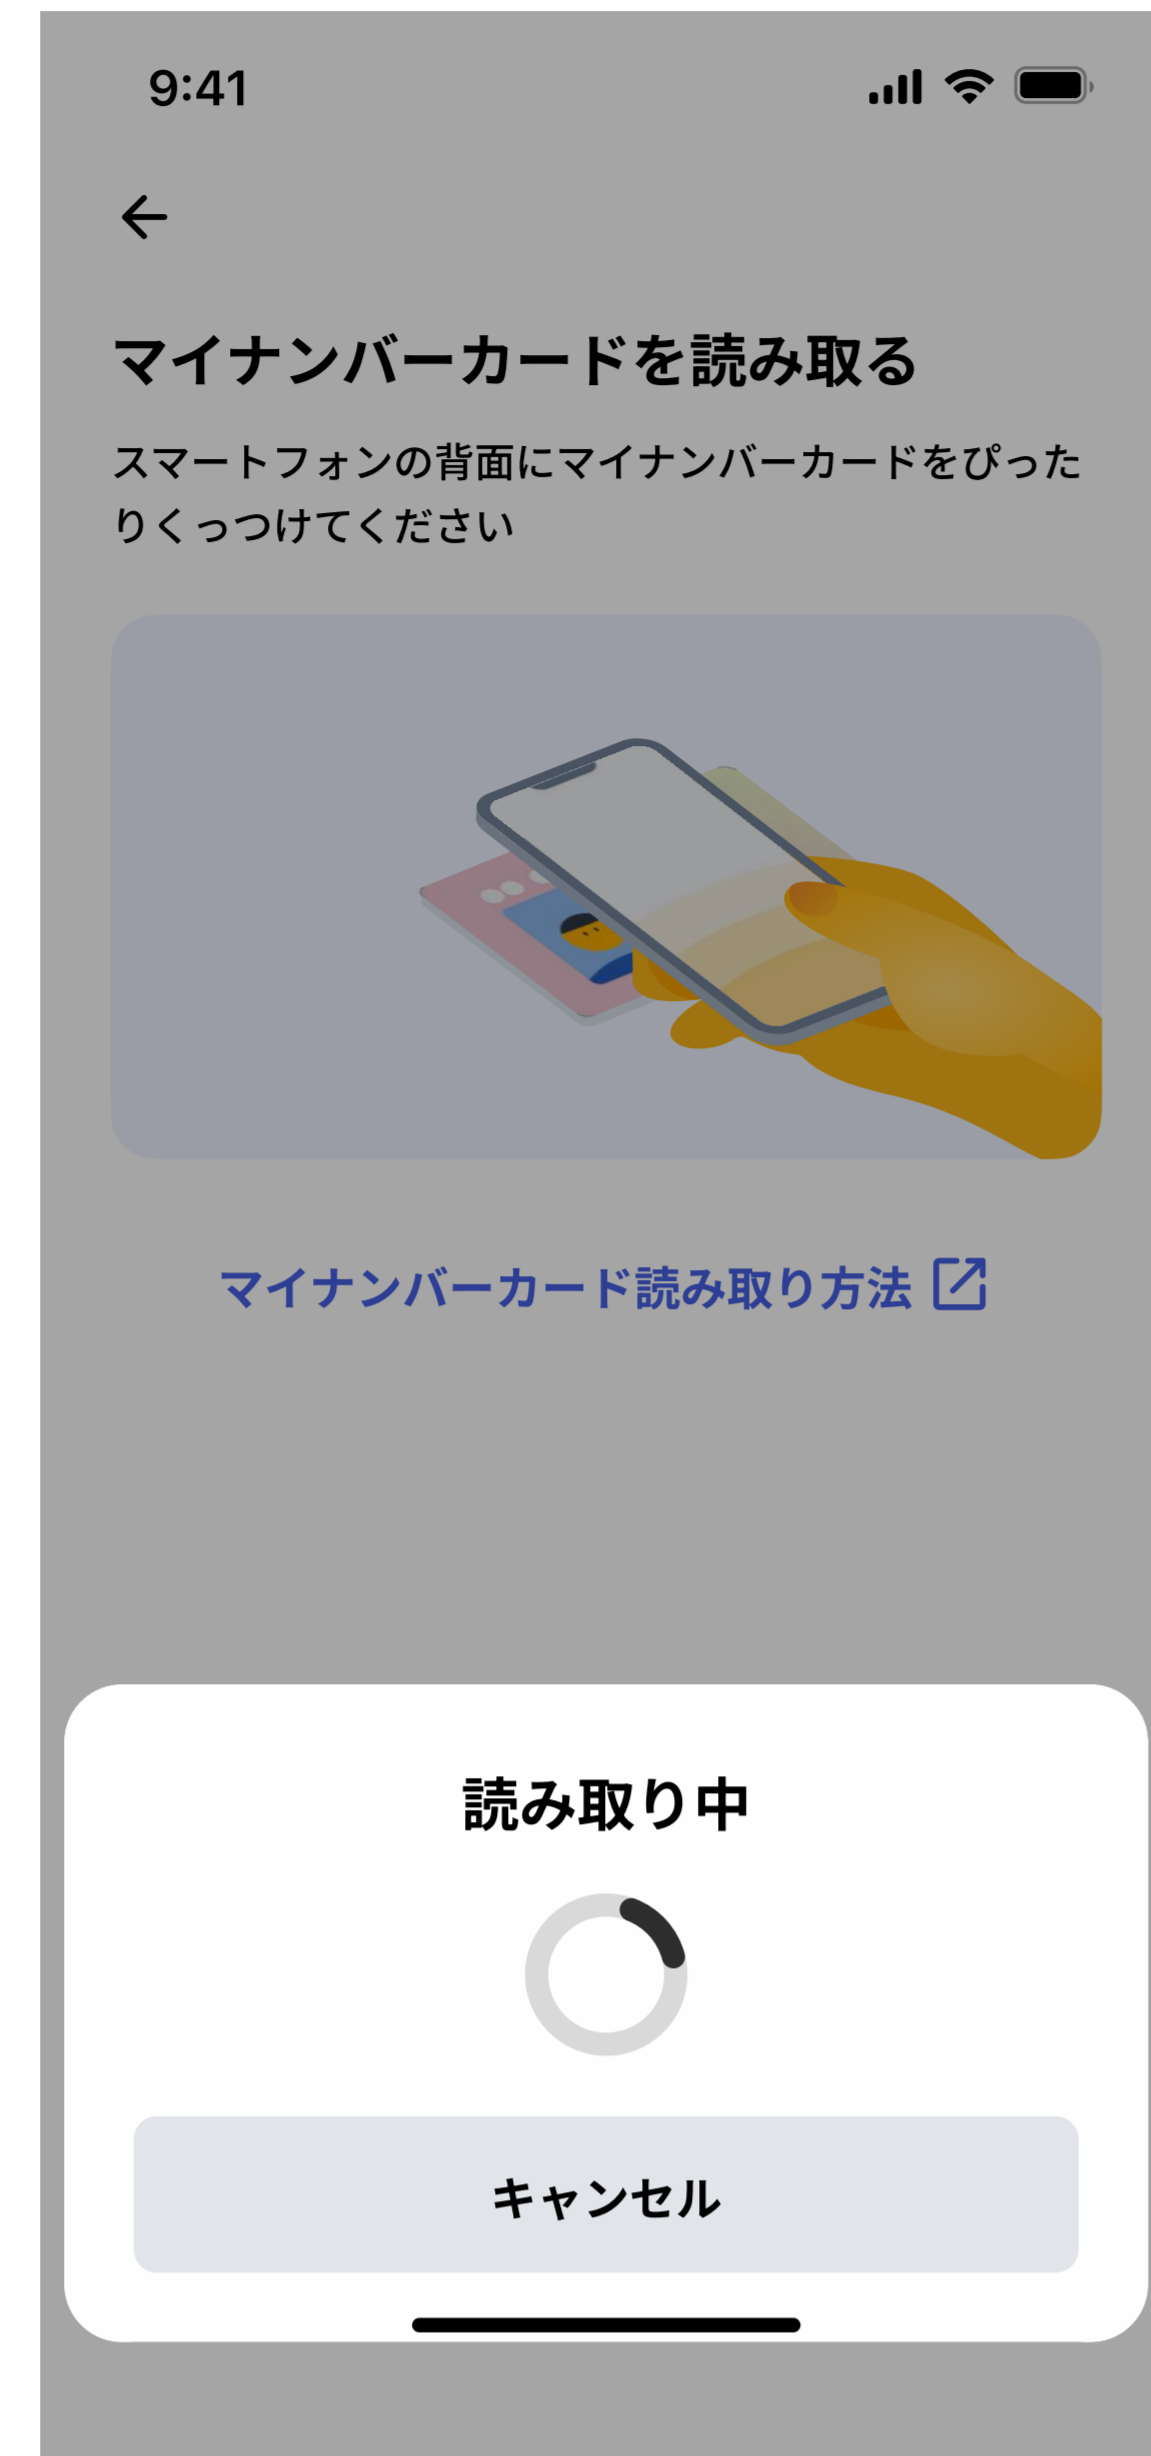 9:41
マイナンバーカードを読み取る
スマートフォンの背面にマイナンバーカードをぴった
りくっつけてください
マイナンバーカード読み取り方法
読み取り中
キャンセル